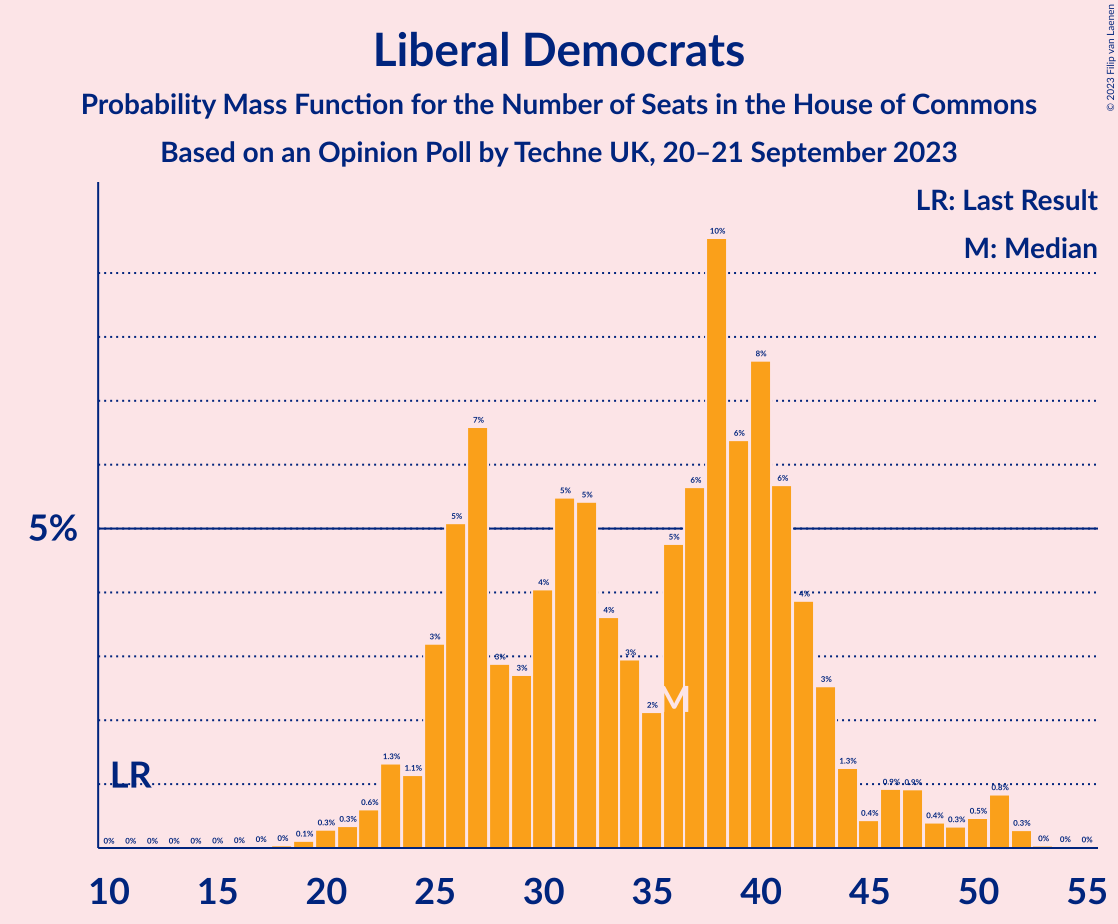 Liberal Democrats
Probability Mass Function for the Number of Seats in the House of Commons
Based on an Opinion Poll by Techne UK, 20–21 September 2023
© 2023 Filip van Laenen
LR: Last Result
M: Median
5%
0% 0% 0% 0% 0% 0% 0% 0% 0% 0.1% 0.3% 0.3% 0.6% 1.3% 1.1% 3% 5% 7% 3% 3% 4% 5% 5% 4% 3% 2% 5% 6% 10% 6% 8% 6% 4% 3% 1.3% 0.4% 0.9% 0.9% 0.4% 0.3% 0.5% 0.8% 0.3% 0% 0% 0%
M
LR
10 15 20 25 30 35 40 45 50 55